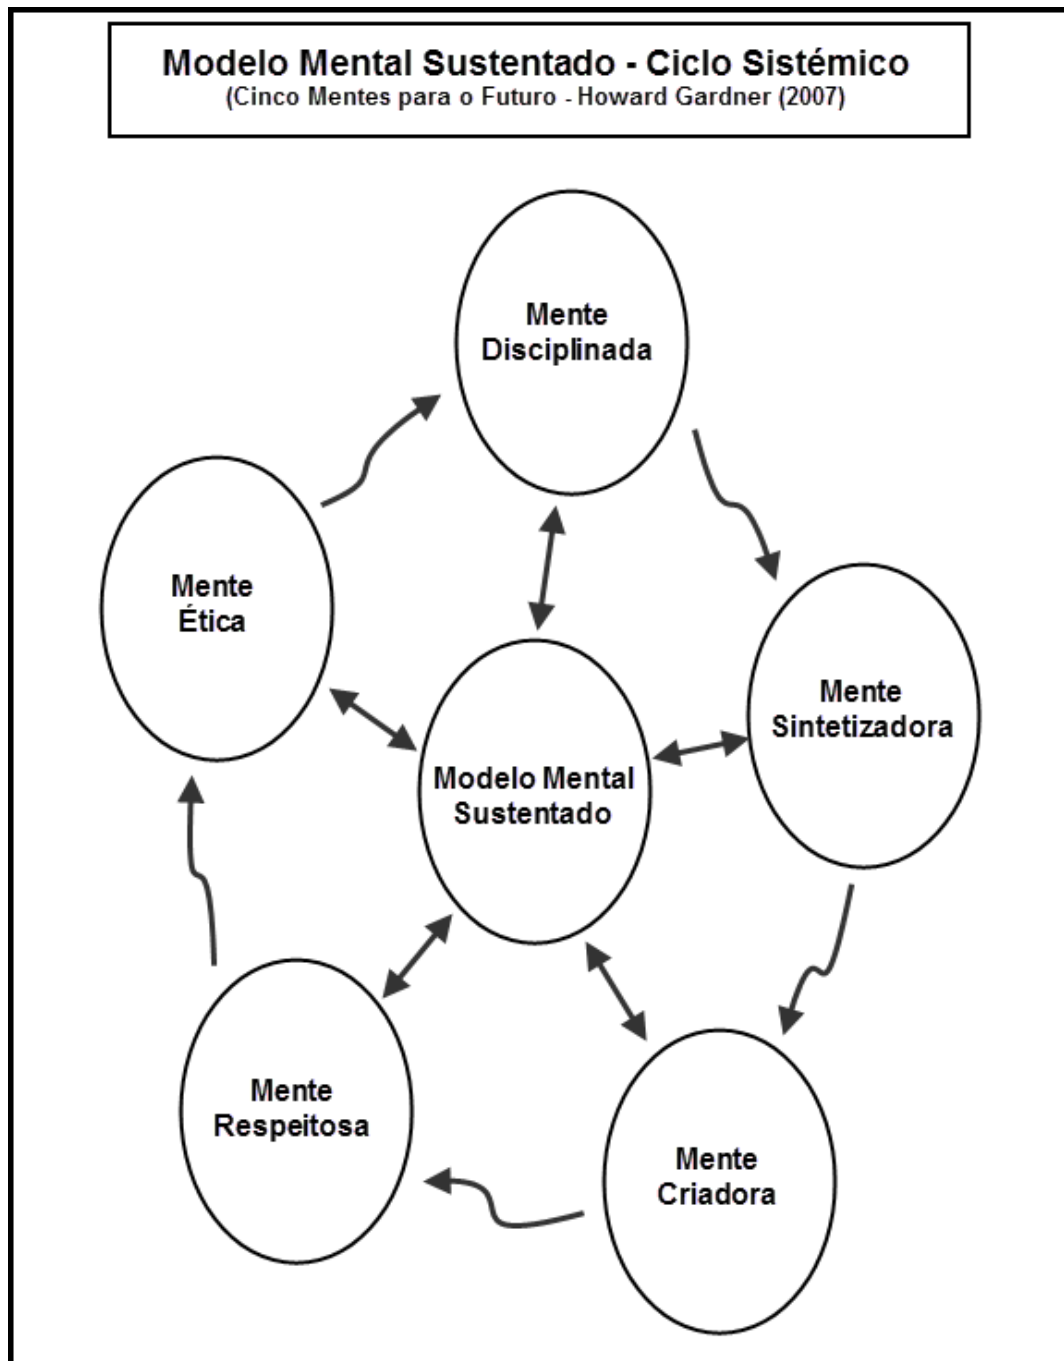 Modelo Mental Sustentado - Ciclo Sistémico
(Cinco Mentes para o Futuro - Howard Gardner (2007)
Mente
Disciplinada
Mente
Ética
Mente
Sintetizadora
Modelo Mental
Sustentado
Mente
Respeitosa
Mente
Criadora